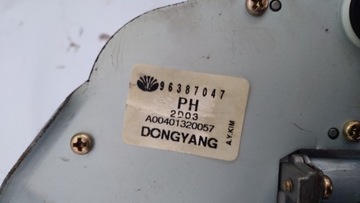 96387047
PH
2D03
A00401320057
DONGYANG
A.Y.KIM